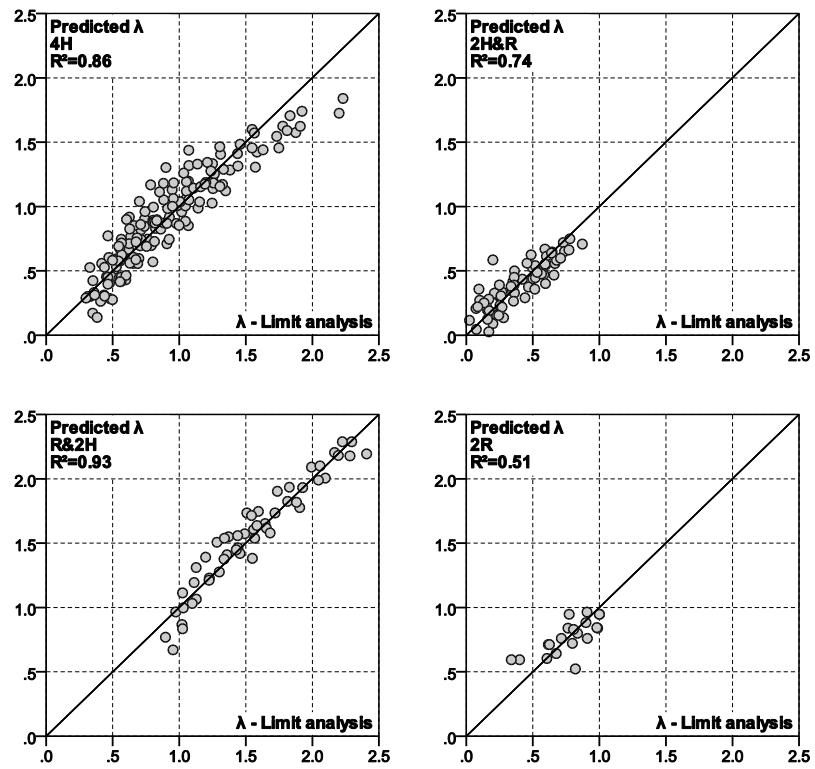 2.5
Predicted λ
4H
R²=0.86
2.0
1.5
1.0
.5
.0
λ - Limit analysis
.0 .5 1.0 1.5 2.0 2.5
2.5
Predicted λ
2H&R
R²=0.74
2.0
1.5
1.0
.5
.0
λ - Limit analysis
.0 .5 1.0 1.5 2.0 2.5
2.5
Predicted λ
R&2H
R²=0.93
2.0
1.5
1.0
.5
.0
λ - Limit analysis
.0 .5 1.0 1.5 2.0 2.5
2.5
Predicted λ
2R
R²=0.51
2.0
1.5
1.0
.5
.0
λ - Limit analysis
.0 .5 1.0 1.5 2.0 2.5